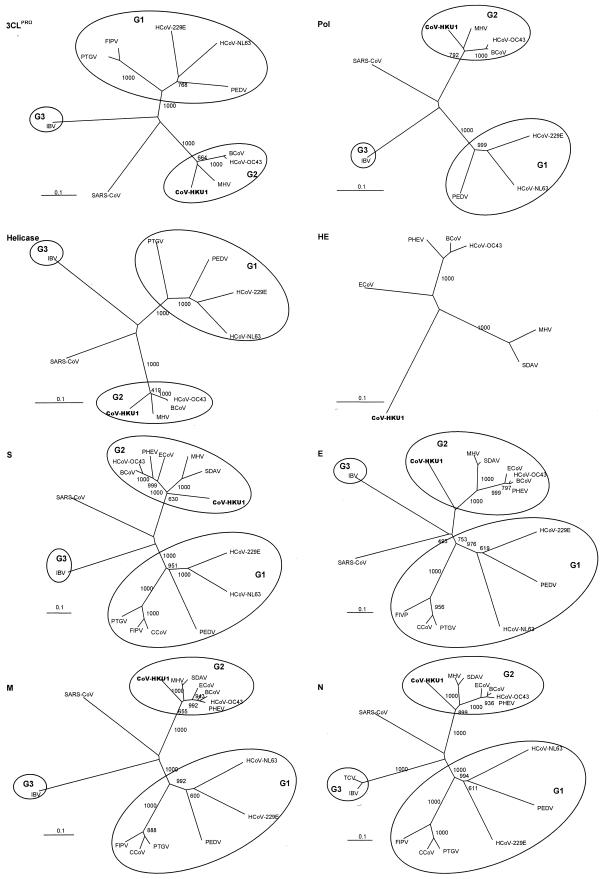 3CL PRO
G1
HCoV-229E
FIPV
HCoV-NL63
PTGV
1000
768
PEDV
1000
G3
IBV
1000
994
BCoV
1000
HCoV-OC43
MHV
G2
CoV-HKU1
SARS-CoV
0.1
Pol
G2
CoV-HKU1
MHV
HCoV-OC43
BCoV
792
1000
SARS-CoV
1000
HCoV-229E
999
G3
IBV
G1
PEDV
HCoV-NL63
0.1
Helicase
G3
IBV
PTGV
G1
PEDV
HCoV-229E
1000
1000
HCoV-NL63
SARS-CoV
1000
419
1000
G2
HCoV-OC43
BCoV
CoV-HKU1
MHV
0.1
HE
PHEV
BCoV
HCoV-OC43
1000
ECoV
1000
MHV
SDAV
0.1
CoV-HKU1
S
G2
PHEV
ECoV
HCoV-OC43
MHV
BCoV
SDAV
1000
999
1000
1000
630
CoV-HKU1
SARS-CoV
G3
IBV
1000
HCoV-229E
951
1000
G1
1000
HCoV-NL63
PTGV
1000
FIPV
CCoV
PEDV
0.1
E
G2
MHV
CoV-HKU1
SDAV
ECoV
HCoV-OC43
BCoV
PHEV
1000
797
999
1000
G3
IBV
753
976
HCoV-229E
619
SARS-CoV
G1
1000
PEDV
FIVP
956
CCoV
PTGV
HCoV-NL63
0.1
M
G2
CoV-HKU1
MHV
SDAV
ECoV
BCoV
HCoV-OC43
PHEV
1000
992
655
SARS-CoV
1000
HCoV-NL63
1000
992
G3
IBV
G1
600
1000
HCoV-229E
888
FIPV
CCoV
PTGV
PEDV
0.1
N
G2
MHV
SDAV
CoV-HKU1
ECoV
BCoV
HCoV-OC43
PHEV
1000
936
1000
898
SARS-CoV
1000
HCoV-NL63
1000
1000
994
TCV
G3
IBV
611
G1
PEDV
1000
1000
FIPV
CCoV
PTGV
HCoV-229E
0.1